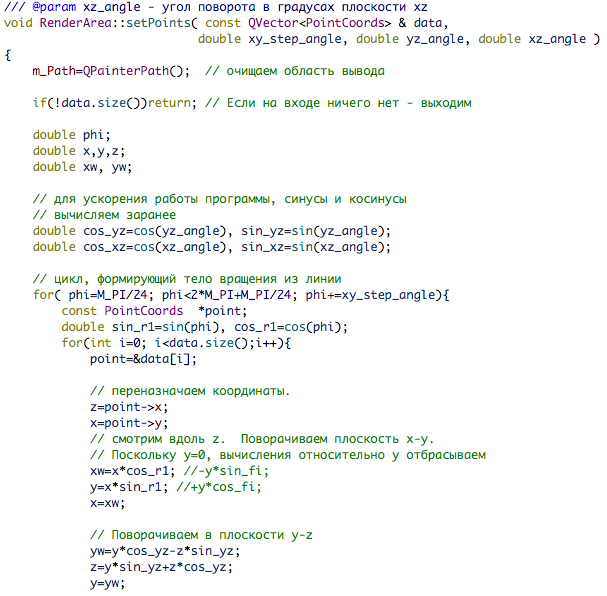 /// @param xz_angle - угол поворота в градусах плоскости xz
void RenderArea::setPoints( const QVector<PointCoords> & data,
                            double xy_step_angle, double yz_angle, double xz_angle )
{
    m_Path=QPainterPath();  // очищаем область вывода

    if(!data.size())return; // Если на входе ничего нет - выходим

    double phi;
    double x,y,z;
    double xw, yw;

    // для ускорения работы программы, синусы и косинусы
    // вычисляем заранее
    double cos_yz=cos(yz_angle), sin_yz=sin(yz_angle);
    double cos_xz=cos(xz_angle), sin_xz=sin(xz_angle);

    // цикл, формирующий тело вращения из линии
    for( phi=M_PI/24; phi<2*M_PI+M_PI/24; phi+=xy_step_angle){
        const PointCoords  *point;
        double sin_r1=sin(phi), cos_r1=cos(phi);
        for(int i=0; i<data.size();i++){
            point=&data[i];

            // переназначаем координаты.
            z=point->x;
            x=point->y;
            // смотрим вдоль z.  Поворачиваем плоскость x-y.
            // Поскольку y=0, вычисления относительно y отбрасываем
            xw=x*cos_r1; //-y*sin_fi;
            y=x*sin_r1; //+y*cos_fi;
            x=xw;

            // Поворачиваем в плоскости y-z
            yw=y*cos_yz-z*sin_yz;
            z=y*sin_yz+z*cos_yz;
            y=yw;